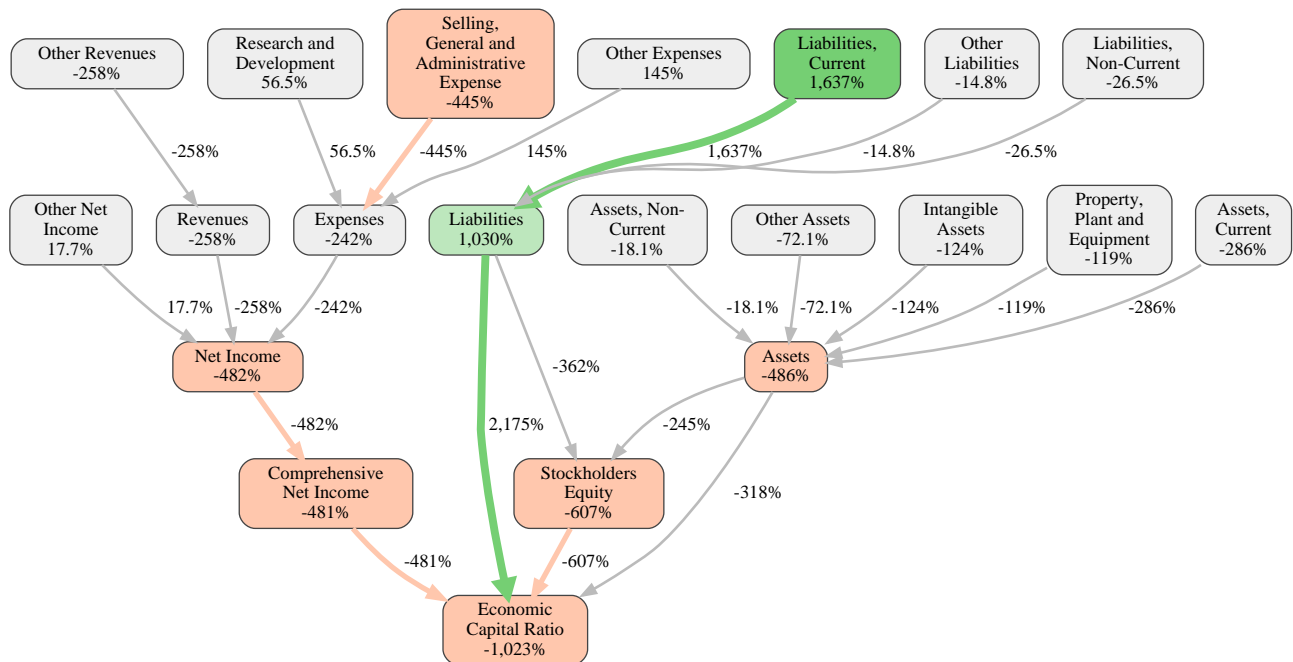 Other Revenues
-258%
Research and
Development
56.5%
Selling,
General and
Administrative
Expense
-445%
Other Expenses
145%
Liabilities,
Current
1,637%
Other
Liabilities
-14.8%
Liabilities,
Non-Current
-26.5%
-258%
56.5%
-445%
145%
1,637%
-14.8%
-26.5%
Other Net
Income
17.7%
Revenues
-258%
Expenses
-242%
Liabilities
1,030%
Assets, Non-
Current
-18.1%
Other Assets
-72.1%
Intangible
Assets
-124%
Property,
Plant and
Equipment
-119%
Assets,
Current
-286%
17.7%
-258%
-242%
-18.1%
-72.1%
-124%
-119%
-286%
Net Income
-482%
Assets
-486%
-362%
-482%
2,175%
-245%
Comprehensive
Net Income
-481%
Stockholders
Equity
-607%
-318%
-481%
-607%
Economic
Capital Ratio
-1,023%